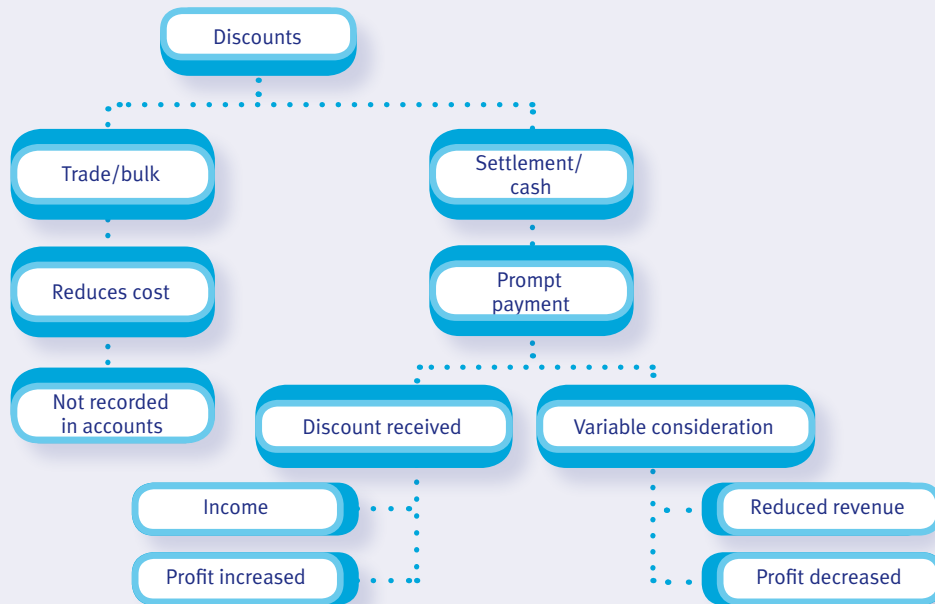 Discounts
Trade/bulk
Settlement/
cash
Reduces cost
Prompt
payment
Not recorded
in accounts
Discount received
Variable consideration
Income
Reduced revenue
Profit increased
Profit decreased